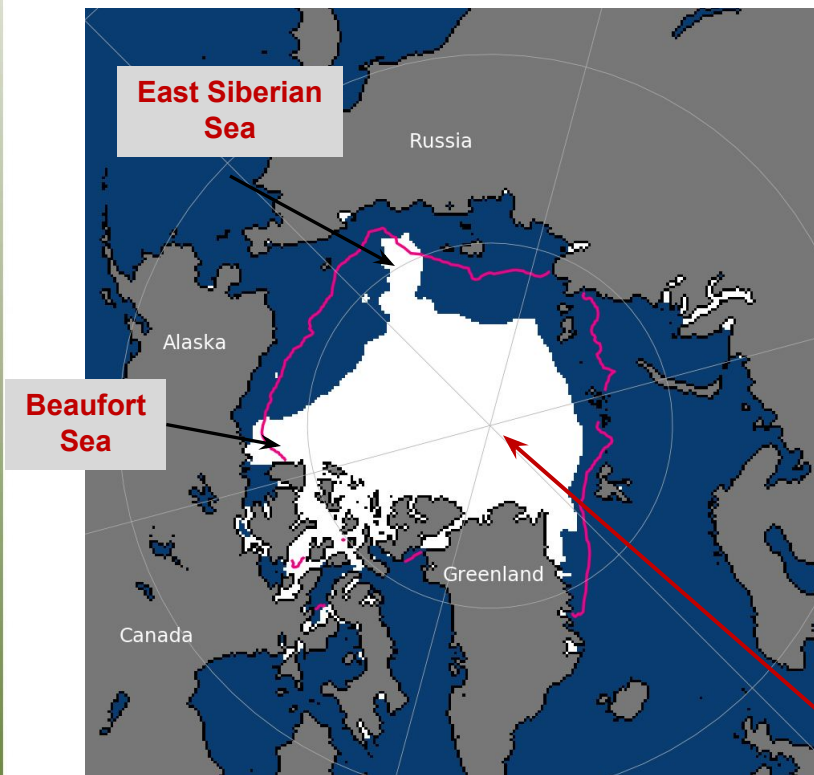 East Siberian
Sea
Russia
Alaska
Beaufort
Sea
Greenland
Canada